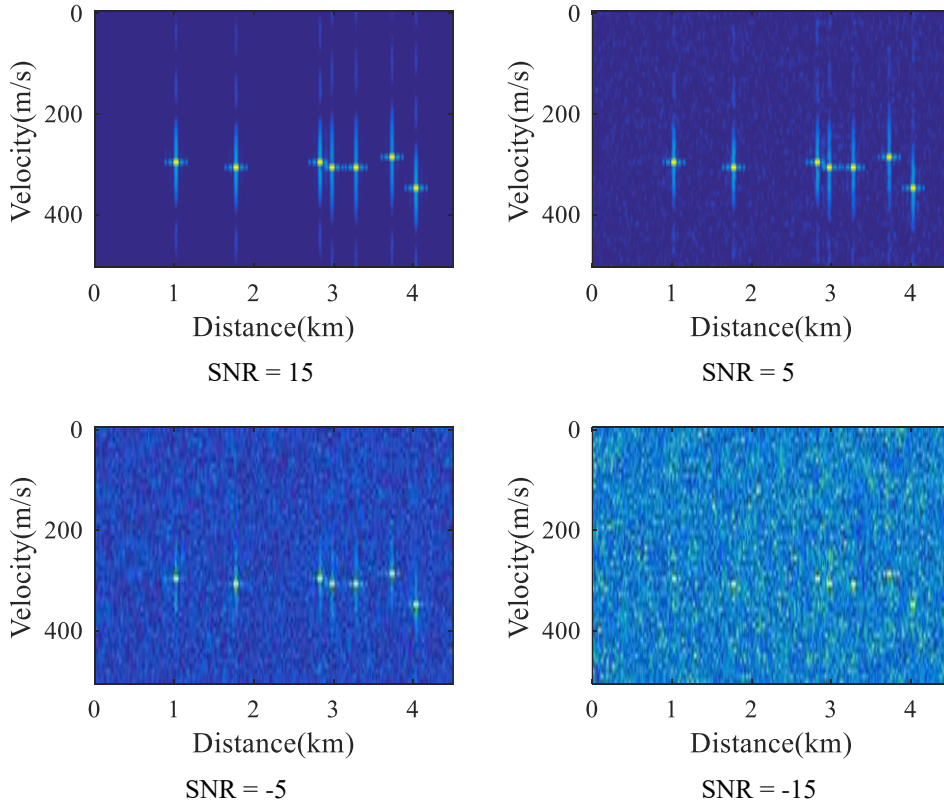 0
200
400
Velocity(m/s)
0 1 2 3 4
Distance(km)
SNR = 15
0
200
400
Velocity(m/s)
0 1 2 3 4
Distance(km)
SNR = 5
0
200
400
Velocity(m/s)
0 1 2 3 4
Distance(km)
SNR = -5
0
200
400
Velocity(m/s)
0 1 2 3 4
Distance(km)
SNR = -15